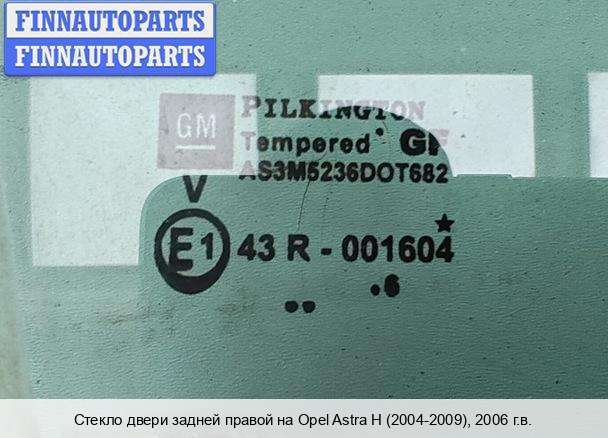 FINNAUTOPARTS
FINNAUTOPARTS
GM
PILKINGTON
Tempered
AS3M5236DOT682
V
E1 43 R - 001604
.. .6
Стекло двери задней правой на Opel Astra H (2004-2009), 2006 г.в.